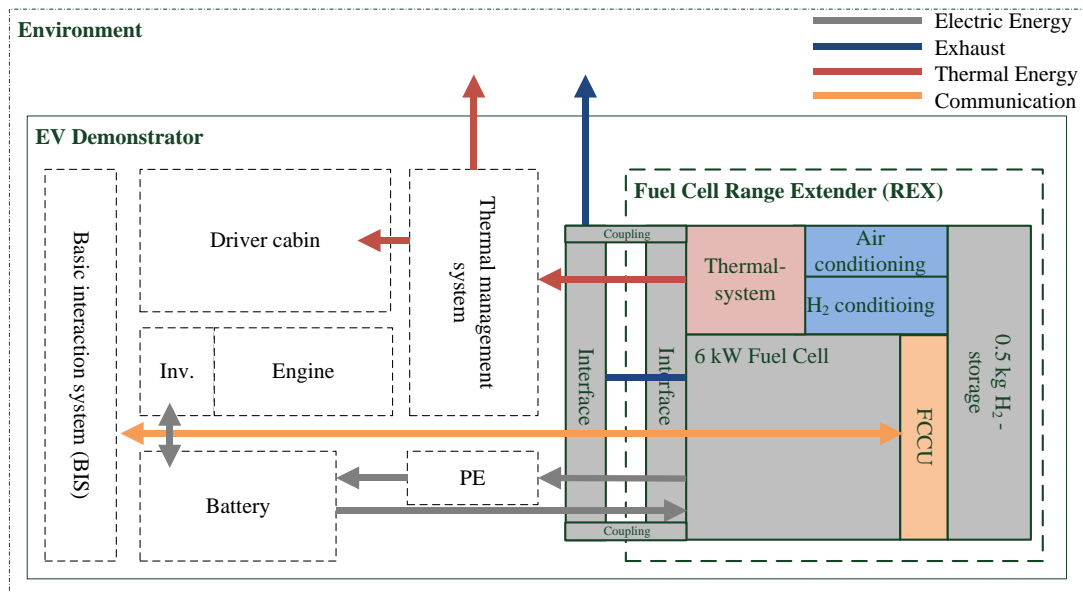 Environment
Electric Energy
Exhaust
Thermal Energy
Communication
EV Demonstrator
Basic interaction system (BIS)
Driver cabin
Thermal management
system
Inv.
Engine
Battery
PE
Fuel Cell Range Extender (REX)
Coupling
Interface
Interface
Coupling
Thermal-
system
Air
conditioning
H₂ conditioing
6 kW Fuel Cell
FCCU
0.5 kg H₂ -
storage